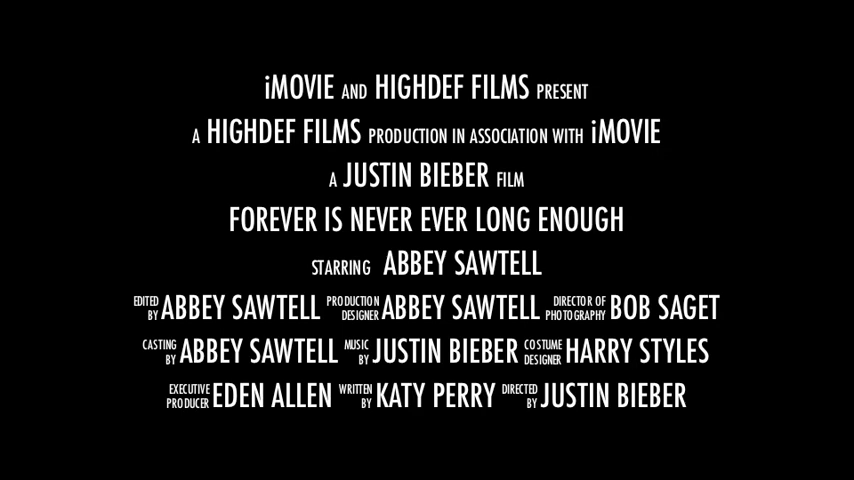 iMOVIE AND HIGHDEF FILMS PRESENT
A HIGHDEF FILMS PRODUCTION IN ASSOCIATION WITH iMOVIE
A JUSTIN BIEBER FILM
FOREVER IS NEVER EVER LONG ENOUGH
STARRING ABBEY SAWTELL
EDITED BY ABBEY SAWTELL PRODUCTION DESIGNER ABBEY SAWTELL DIRECTOR OF PHOTOGRAPHY BOB SAGET
CASTING BY ABBEY SAWTELL MUSIC BY JUSTIN BIEBER COSTUME DESIGNER HARRY STYLES
EXECUTIVE PRODUCER EDEN ALLEN WRITTEN BY KATY PERRY DIRECTED BY JUSTIN BIEBER